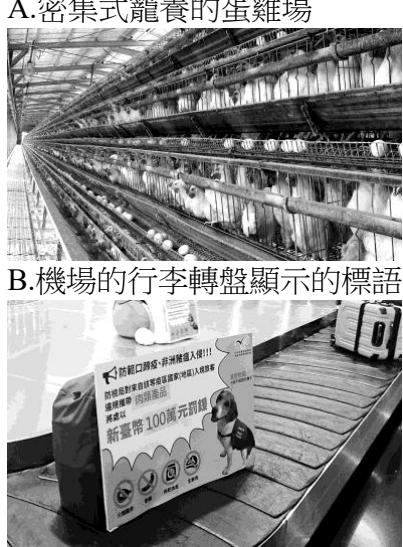 A.密集式籠養的蛋雞場
B.機場的行李轉盤顯示的標語
防範口蹄疫、非洲豬瘟入侵!!!
防檢局對來自該等疫區國家(地區)入境旅客
違規攜帶 肉類產品
將處以
新臺幣100萬元罰鍰